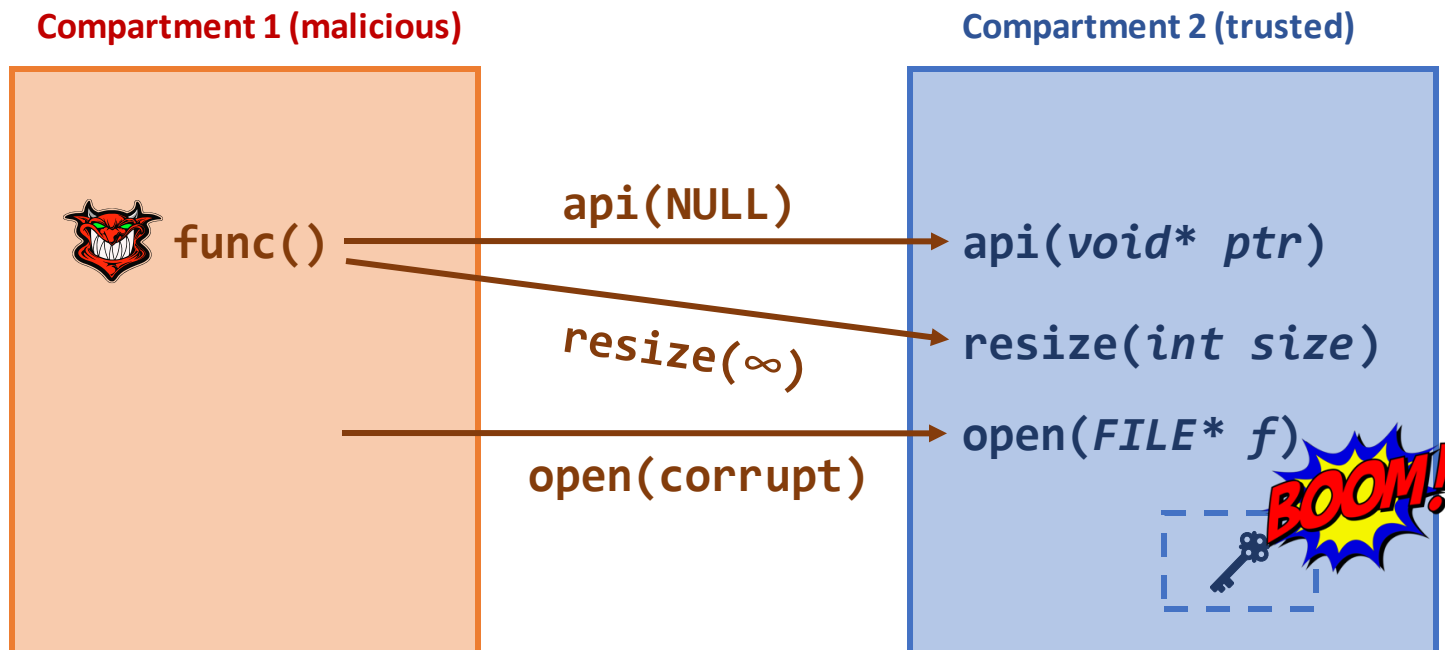 Compartment 1 (malicious)
Compartment 2 (trusted)
api(NULL)
func()
api(void* ptr)
resize(∞)
resize(int size)
open(FILE* f)
open(corrupt)
BOOM!